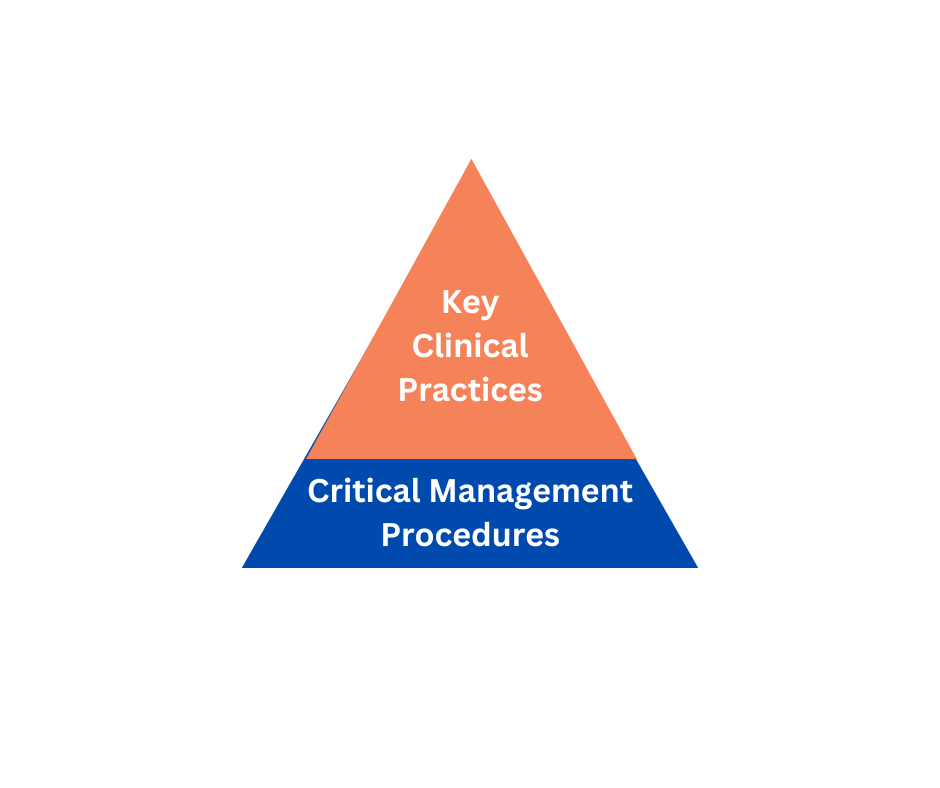 Key
Clinical
Practices
Critical Management
Procedures